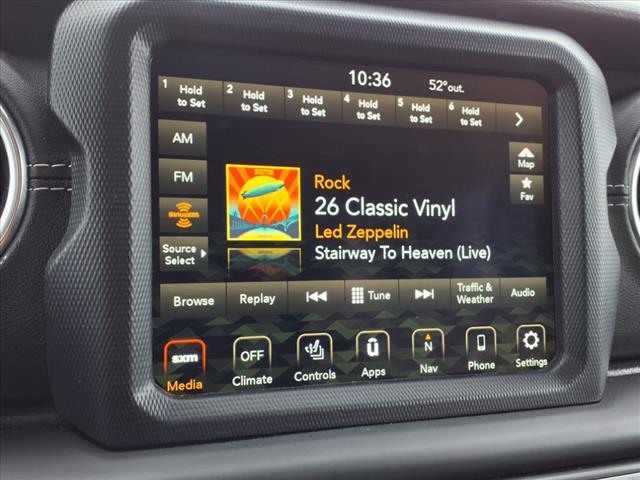 10:36 52°out.
1 Hold to Set
2 Hold to Set
3 Hold to Set
4 Hold to Set
5 Hold to Set
6 Hold to Set
AM
FM
SiriusXM
Source
Select
Map
Fav
Rock
26 Classic Vinyl
Led Zeppelin
Stairway To Heaven (Live)
Browse
Replay
Tune
Traffic &
Weather
Audio
sxm
Media
OFF
Climate
Controls
ū
Apps
N
Nav
Phone
Settings